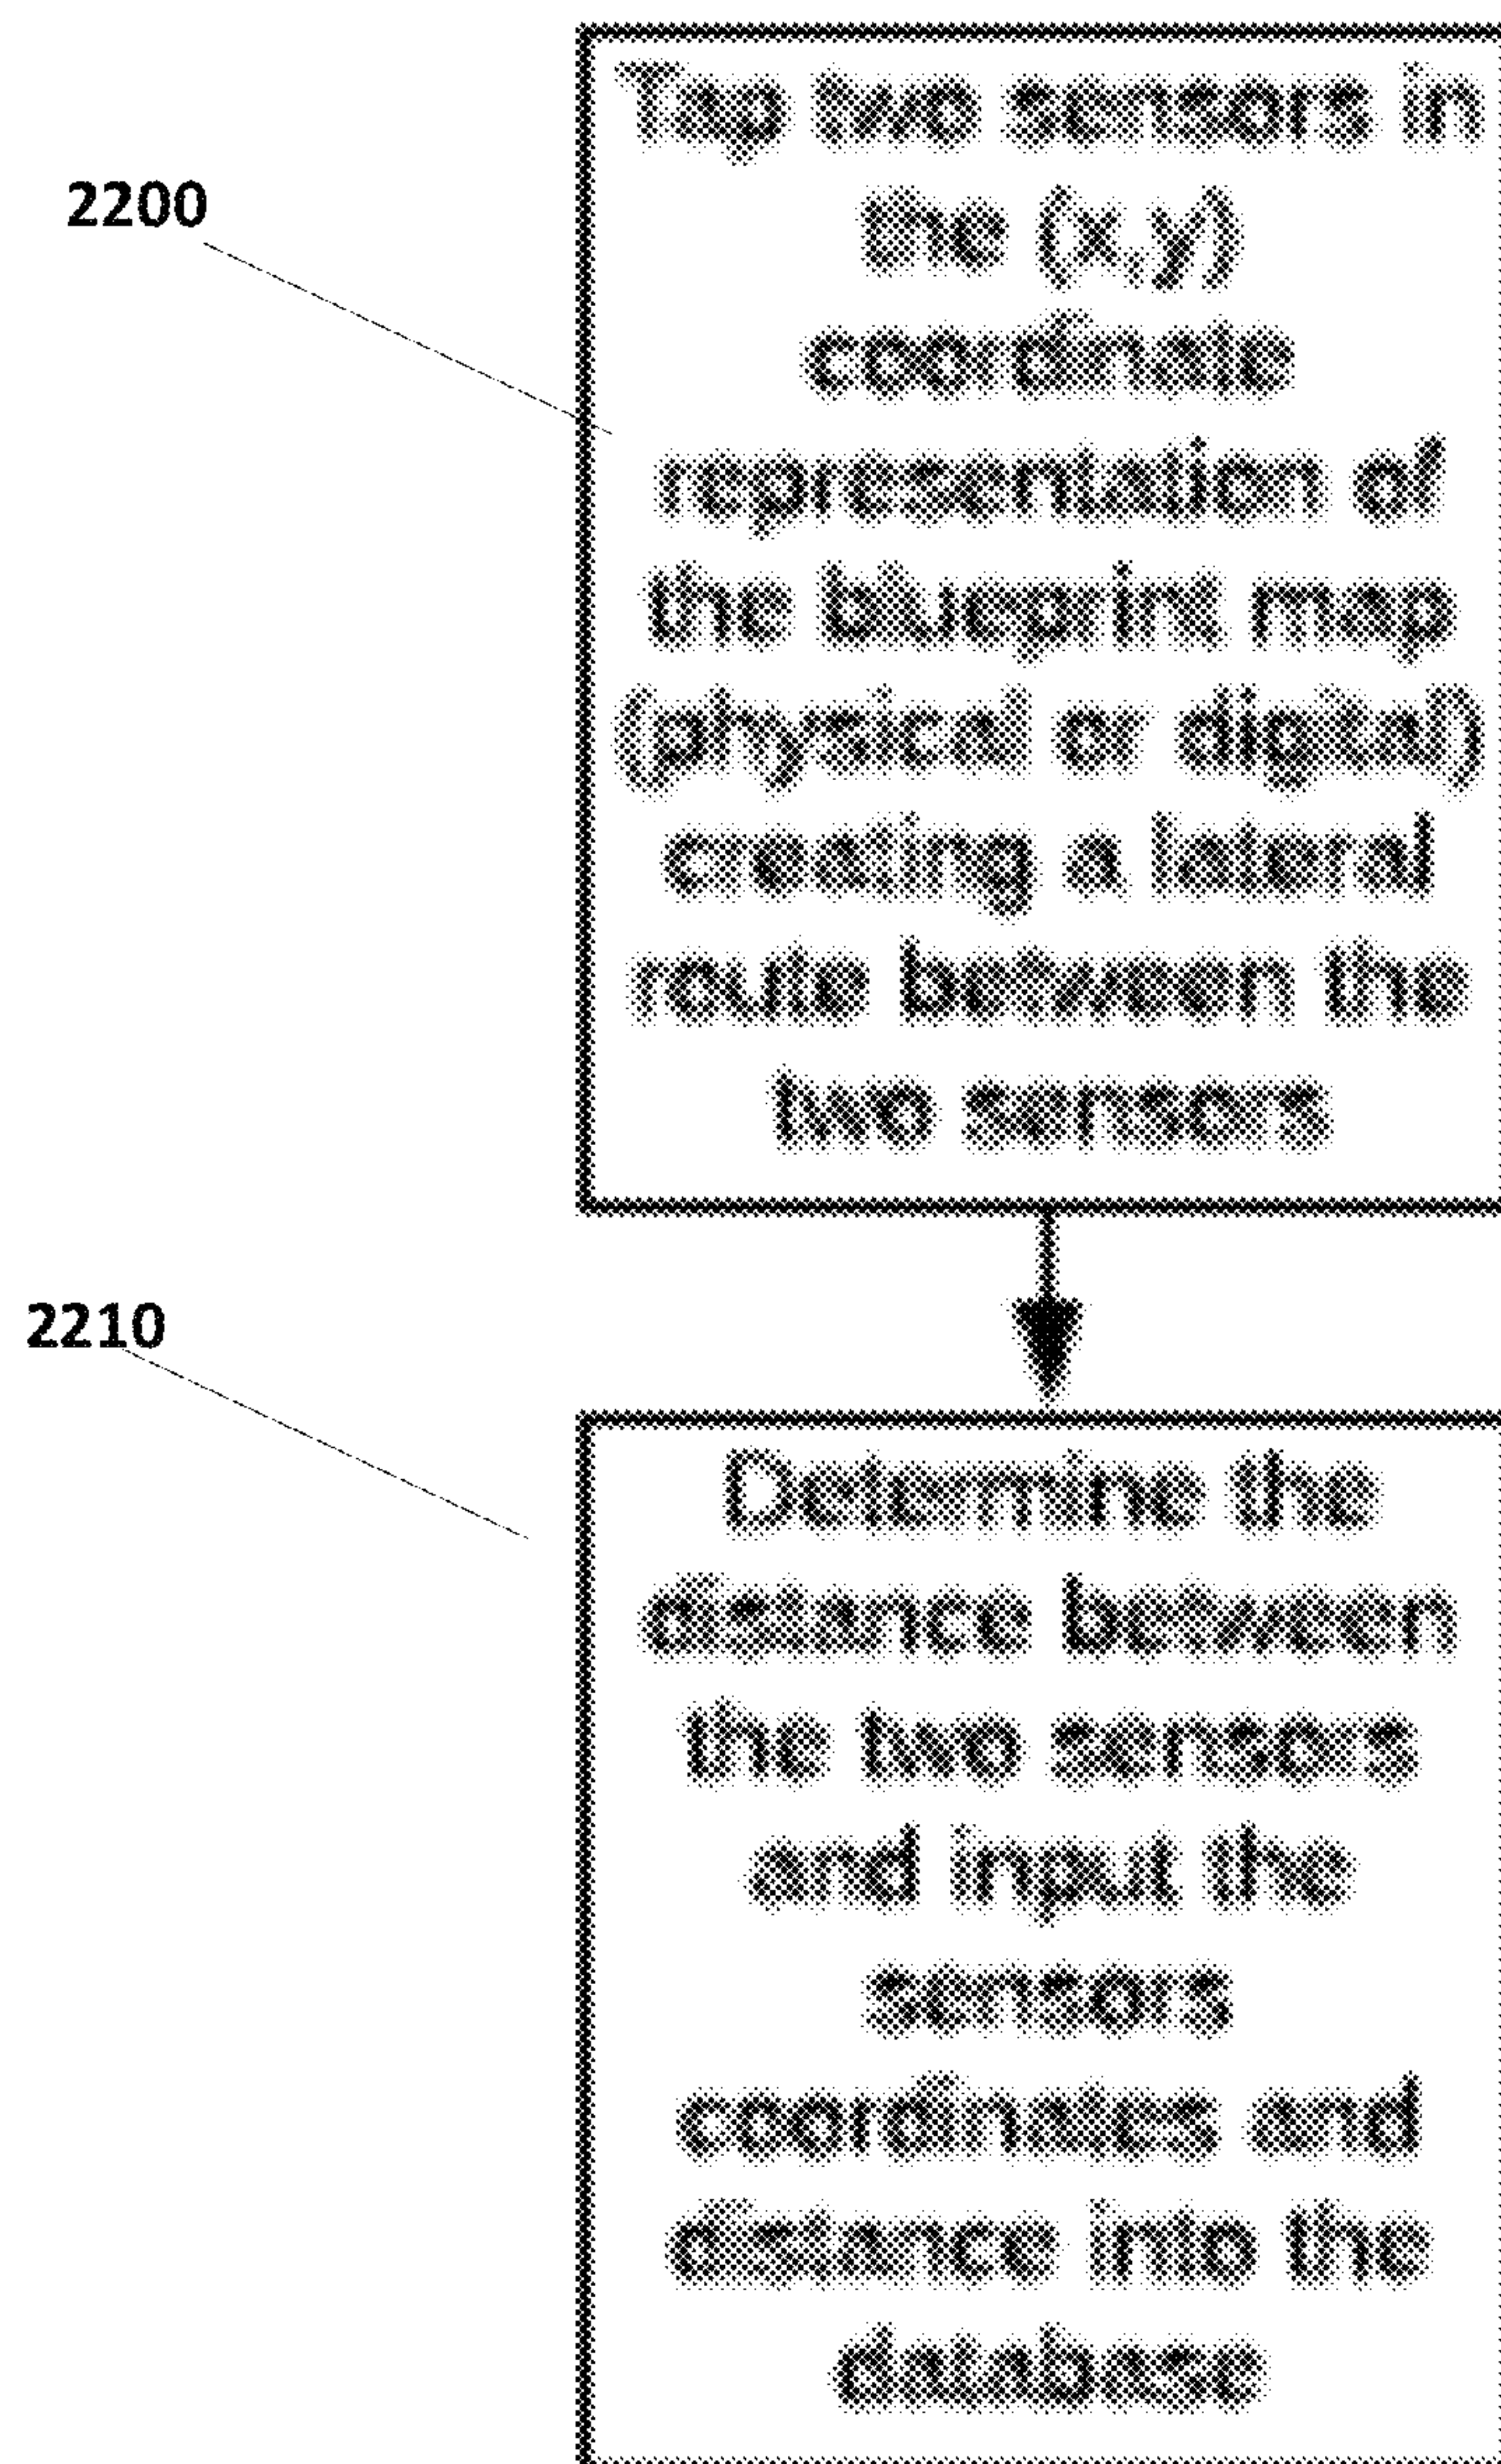 2200
Tap two sensors in
the (x,y)
coordinate
representation of
the blueprint map
(physical or digital)
creating a lateral
route between the
two sensors
2210
Determine the
distance between
the two sensors
and input the
sensors
coordinates and
distance into the
database